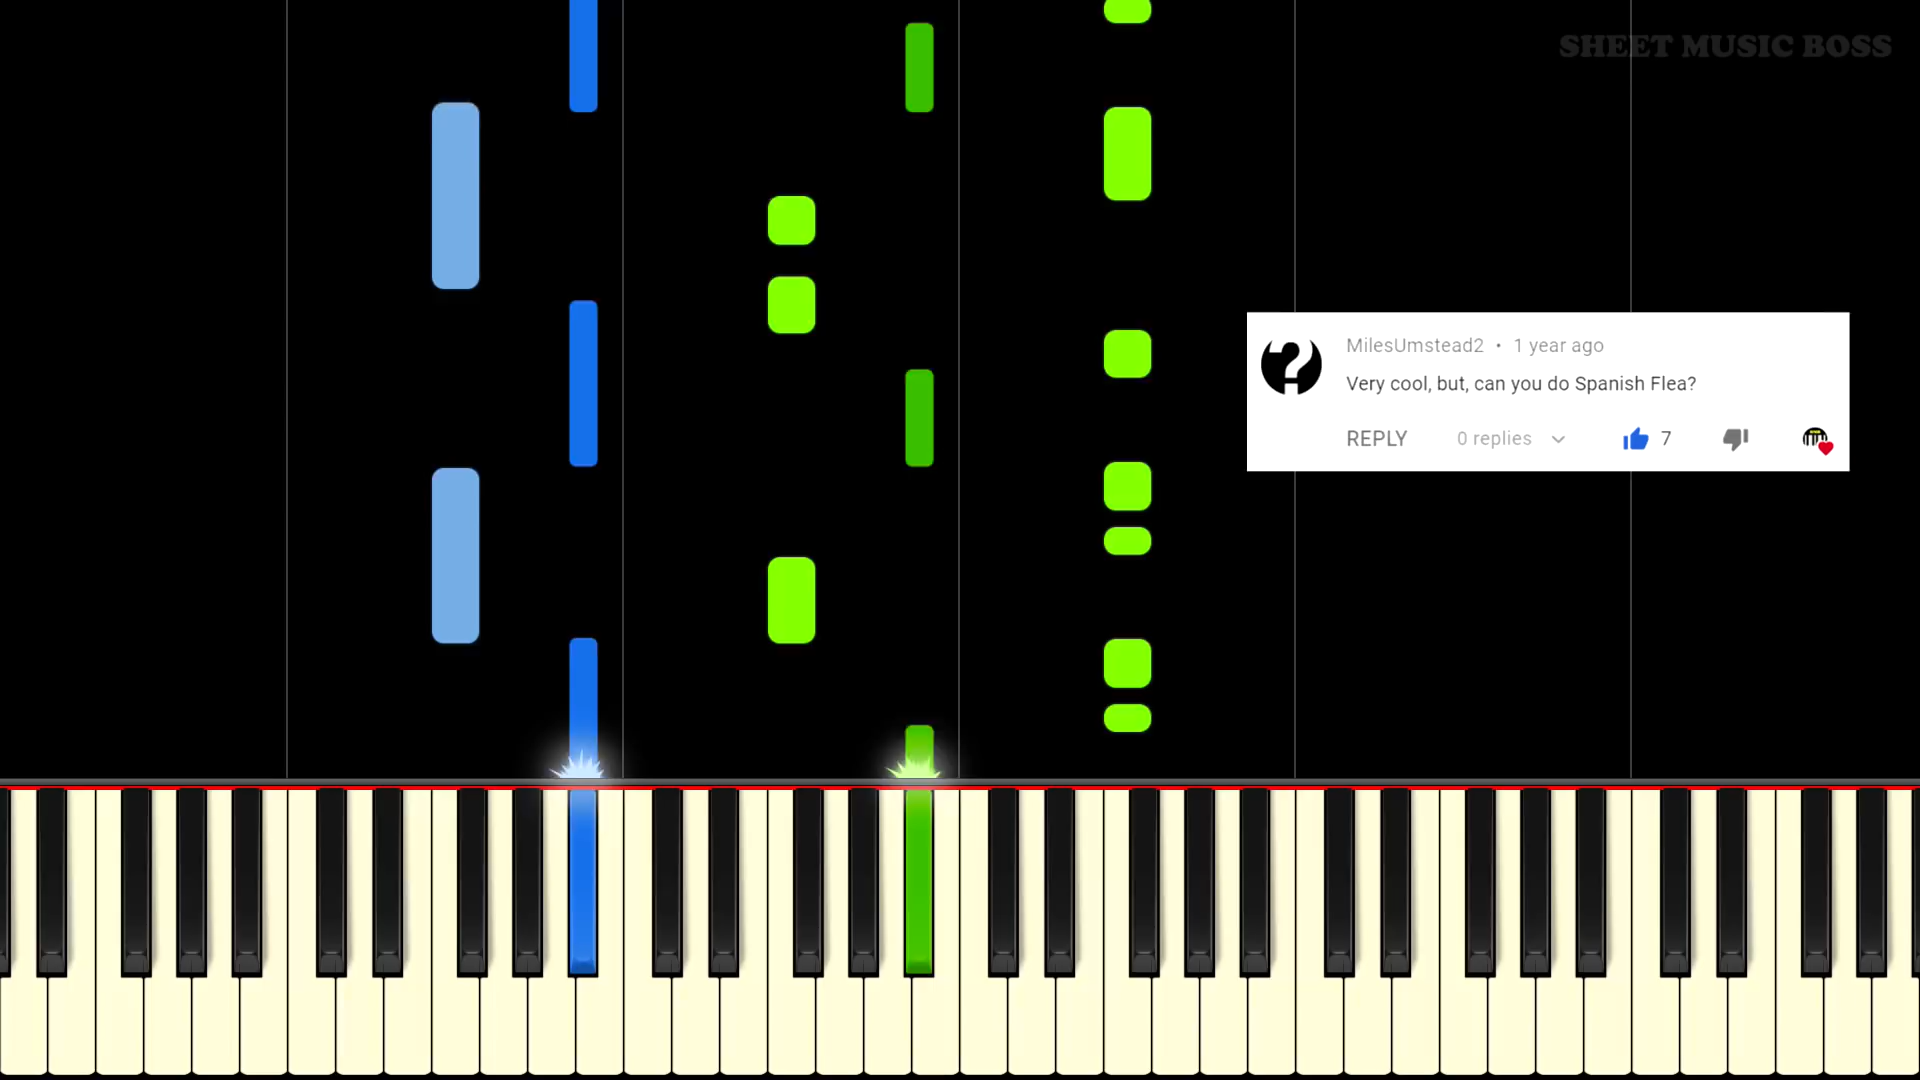 SHEET MUSIC BOSS
MilesUmstead2 • 1 year ago
Very cool, but, can you do Spanish Flea?
REPLY 0 replies 7